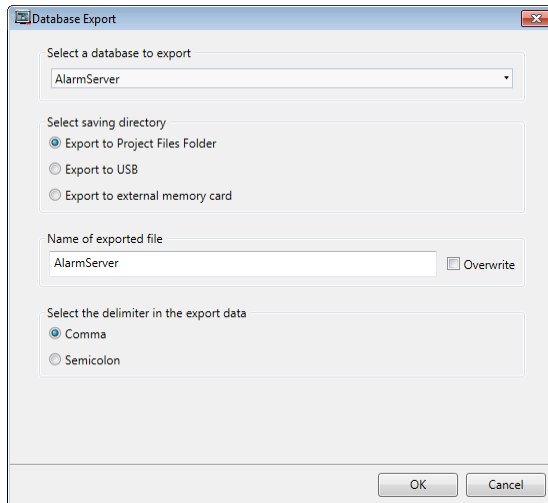 Database Export
Select a database to export
AlarmServer
Select saving directory
Export to Project Files Folder
Export to USB
Export to external memory card
Name of exported file
AlarmServer
Overwrite
Select the delimiter in the export data
Comma
Semicolon
OK
Cancel